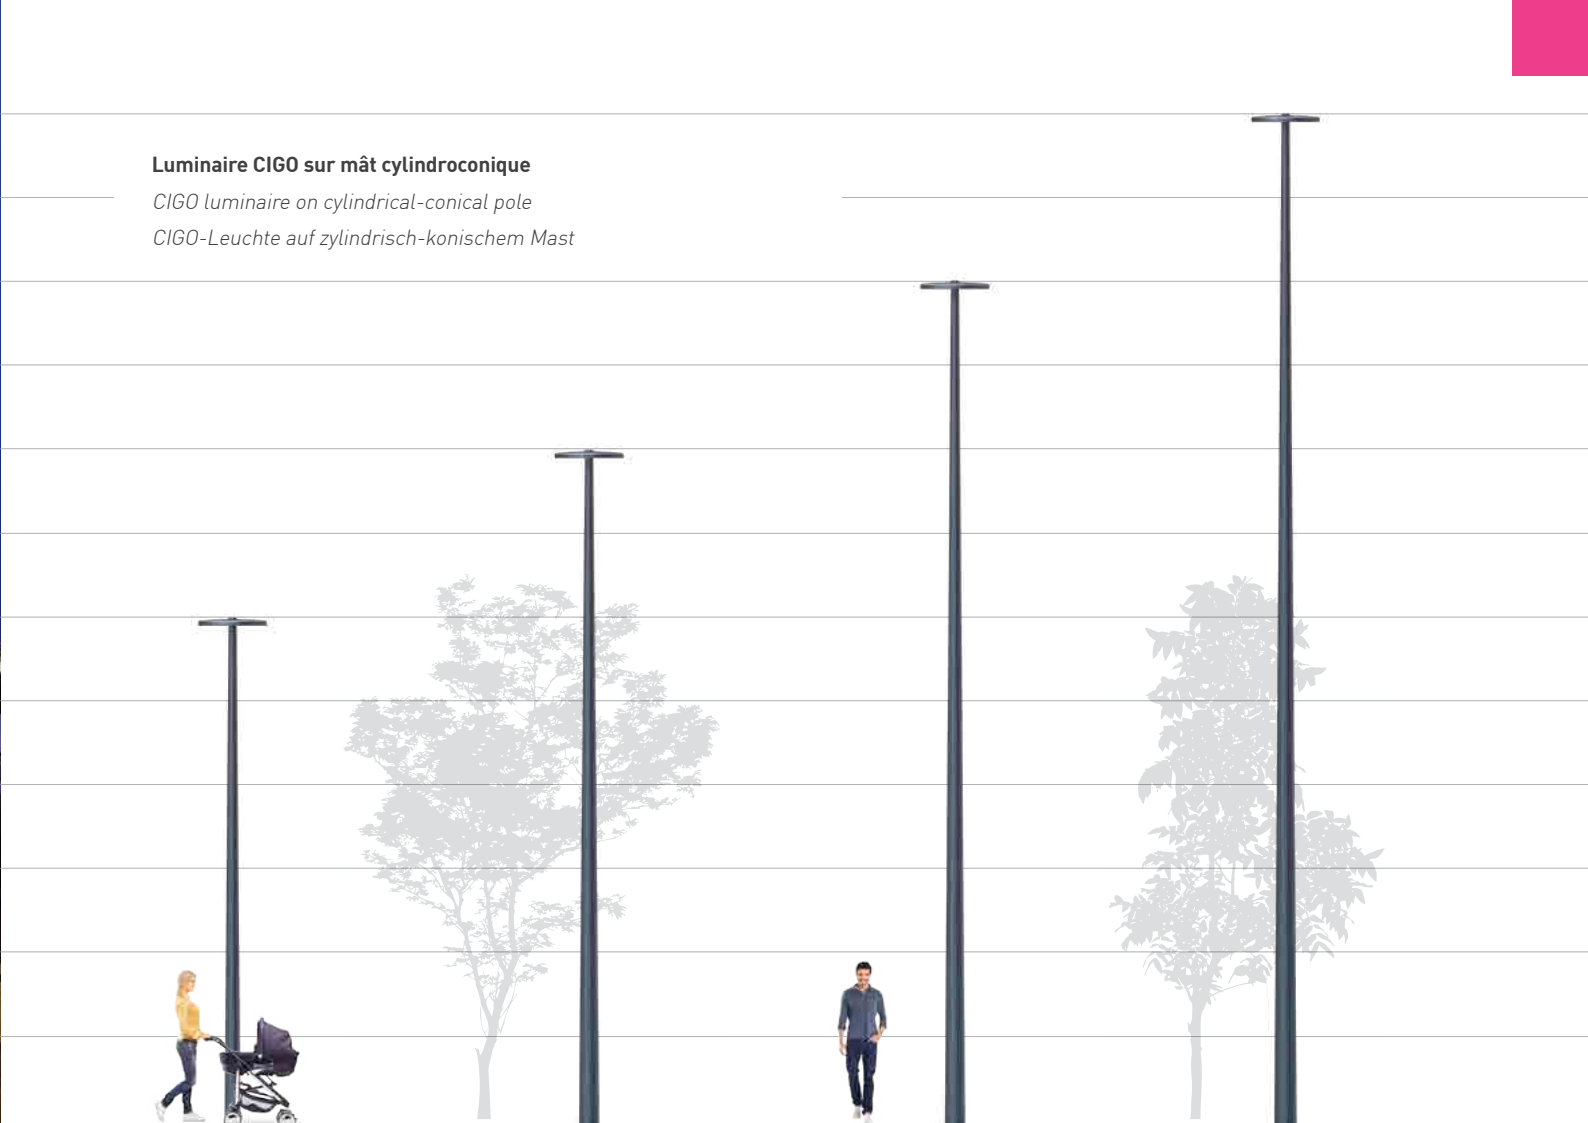 Luminaire CIGO sur mât cylindroconique
CIGO luminaire on cylindrical-conical pole
CIGO-Leuchte auf zylindrisch-konischem Mast